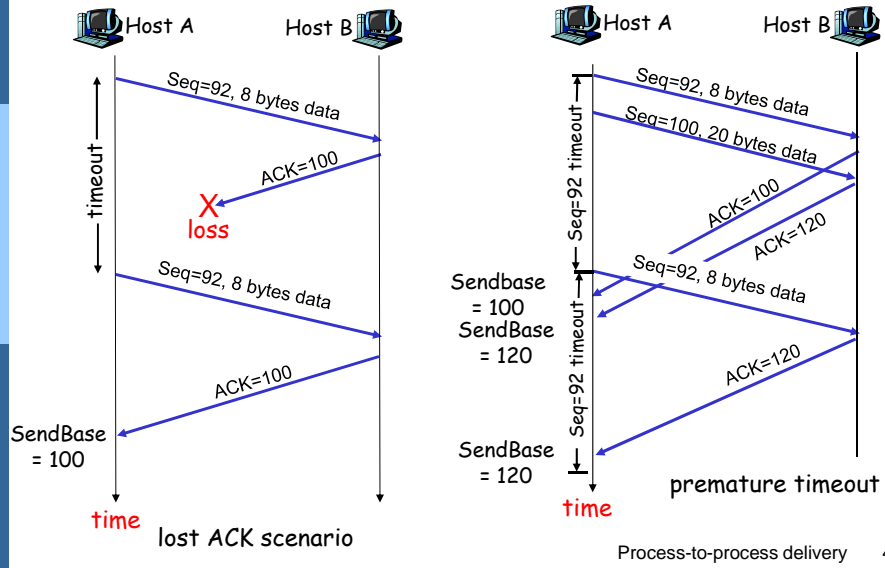 Host A
Host B
Seq=92, 8 bytes data
timeout
ACK=100
X
loss
Seq=92, 8 bytes data
ACK=100
SendBase
= 100
time
lost ACK scenario
Host A
Host B
Seq=92, 8 bytes data
Seq=100, 20 bytes data
Seq=92 timeout
ACK=100
ACK=120
Seq=92, 8 bytes data
Sendbase
= 100
SendBase
= 120
Seq=92 timeout
ACK=120
SendBase
= 120
premature timeout
time
Process-to-process delivery